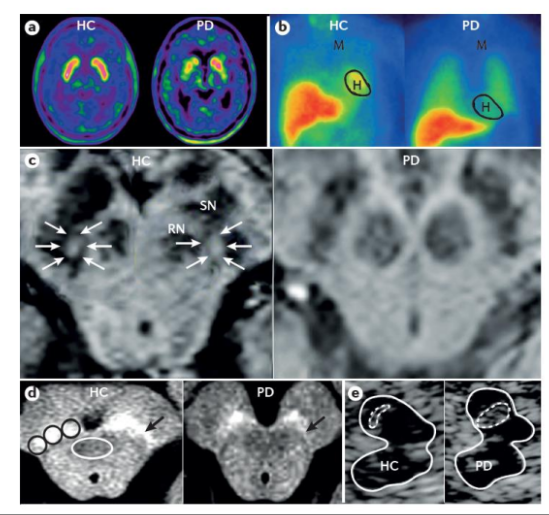 a HC PD
b HC PD
M M
H H
c HC PD
SN
RN
d HC PD
e
HC PD